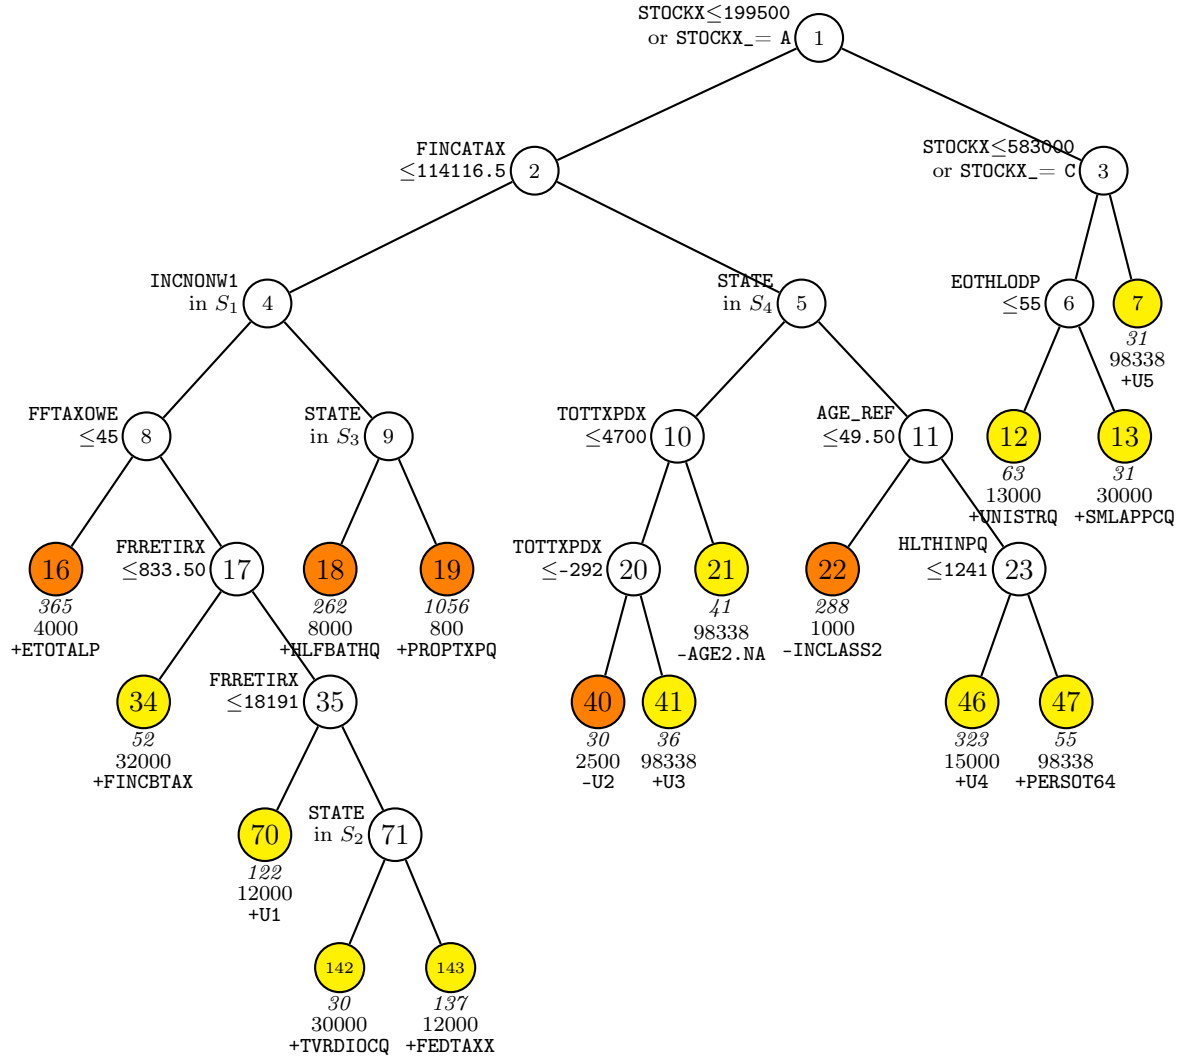 STOCKX≤199500
or STOCKX_= A
1
FINCATAX
≤114116.5
2
STOCKX≤583000
or STOCKX_= C
3
INCNONW1
in S₁
4
STATE
in S₄
5
EOTHLODP
≤55
6
7
31
98338
+U5
FFTAXOWE
≤45
8
STATE
in S₃
9
TOTTXPDX
≤4700
10
AGE_REF
≤49.50
11
12
63
13000
+UNISTRQ
13
31
30000
+SMLAPPCQ
16
365
4000
+ETOTALP
FRRETIRX
≤833.50
17
18
262
8000
+HLFBATHQ
19
1056
800
+PROPTXPQ
TOTTXPDX
≤-292
20
21
41
98338
-AGE2.NA
22
288
1000
-INCLASS2
HLTHINPQ
≤1241
23
34
52
32000
+FINCBTAX
FRRETIRX
≤18191
35
40
30
2500
-U2
41
36
98338
+U3
46
323
15000
+U4
47
55
98338
+PERSOT64
70
122
12000
+U1
STATE
in S₂
71
142
30
30000
+TVRDIOCQ
143
137
12000
+FEDTAXX